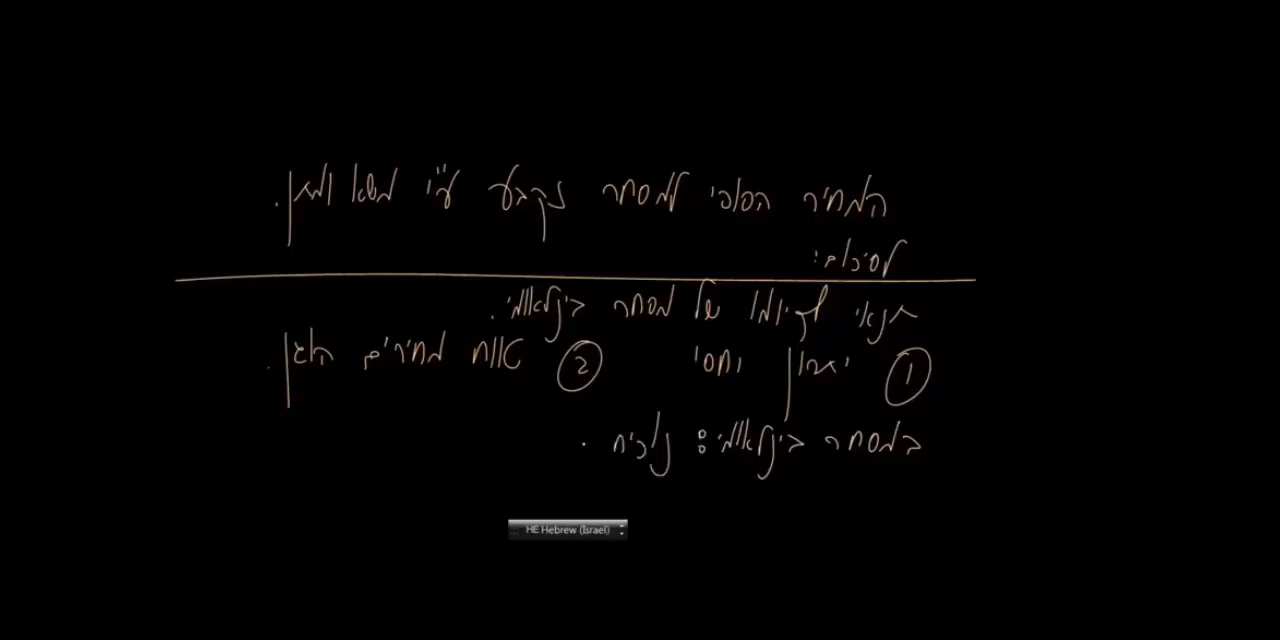 המחיר הסופי למסחר נקבע ע"י משא ומתן.
לסיכום:
תנאי לקיומו של מסחר בינלאומי.
① יתרון יחסי ② טווח מחירים הוגן.
במסחר בינלאומי: נוכיח
HE Hebrew (Israel)